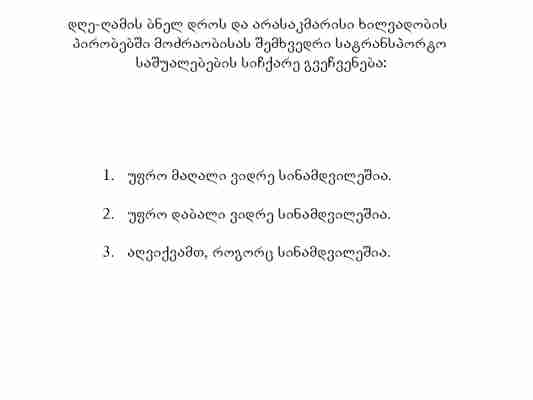 დღე-ღამის ბნელ დროს და არასაკმარისი ხილვადობის
პირობებში მოძრაობისას შემხვედრი სატრანსპორტო
საშუალებების სიჩქარე გვეჩვენება:
1. უფრო მაღალი ვიდრე სინამდვილეშია.
2. უფრო დაბალი ვიდრე სინამდვილეშია.
3. აღვიქვამთ, როგორც სინამდვილეშია.